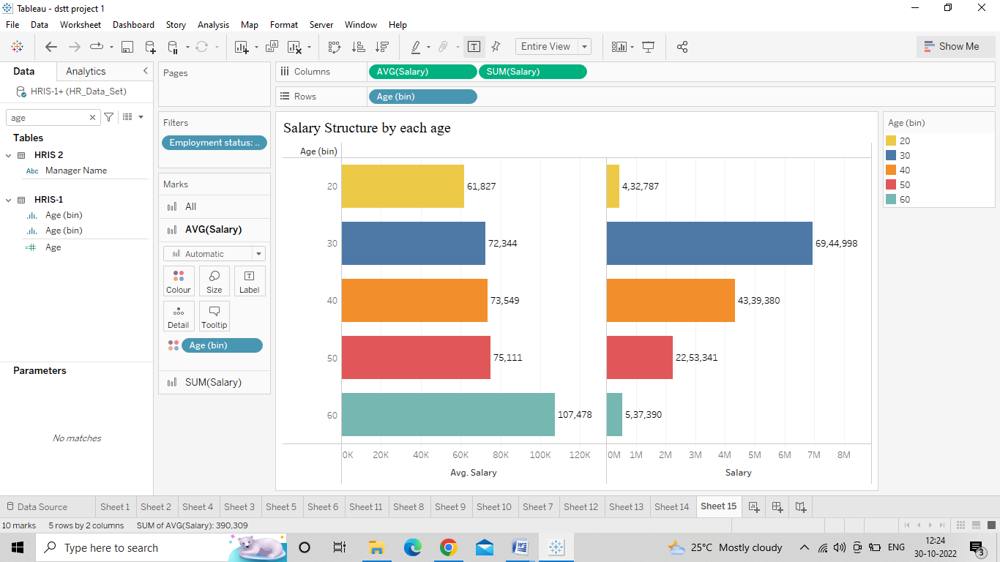 Tableau - dstt project 1
File Data Worksheet Dashboard Story Analysis Map Format Server Window Help
Entire View
Show Me
Data Analytics
HRIS-1+ (HR_Data_Set)
age
Tables
HRIS 2
Abc Manager Name
HRIS-1
Age (bin)
Age (bin)
Age
Parameters
No matches
Pages
Filters
Employment status: ..
Marks
All
AVG(Salary)
Automatic
Colour Size Label
Detail Tooltip
Age (bin)
SUM(Salary)
Columns AVG(Salary) SUM(Salary)
Rows Age (bin)
Salary Structure by each age
Age (bin)
20 61,827 4,32,787
30 72,344 69,44,998
40 73,549 43,39,380
50 75,111 22,53,341
60 107,478 5,37,390
0K 20K 40K 60K 80K 100K 120K 0M 1M 2M 3M 4M 5M 6M 7M 8M
Avg. Salary Salary
Age (bin)
20
30
40
50
60
Data Source Sheet 1 Sheet 2 Sheet 4 Sheet 3 Sheet 5 Sheet 6 Sheet 11 Sheet 8 Sheet 9 Sheet 10 Sheet 7 Sheet 12 Sheet 13 Sheet 14 Sheet 15
10 marks 5 rows by 2 columns SUM of AVG(Salary): 390,309
Type here to search
25°C Mostly cloudy
ENG
12:24
30-10-2022
3